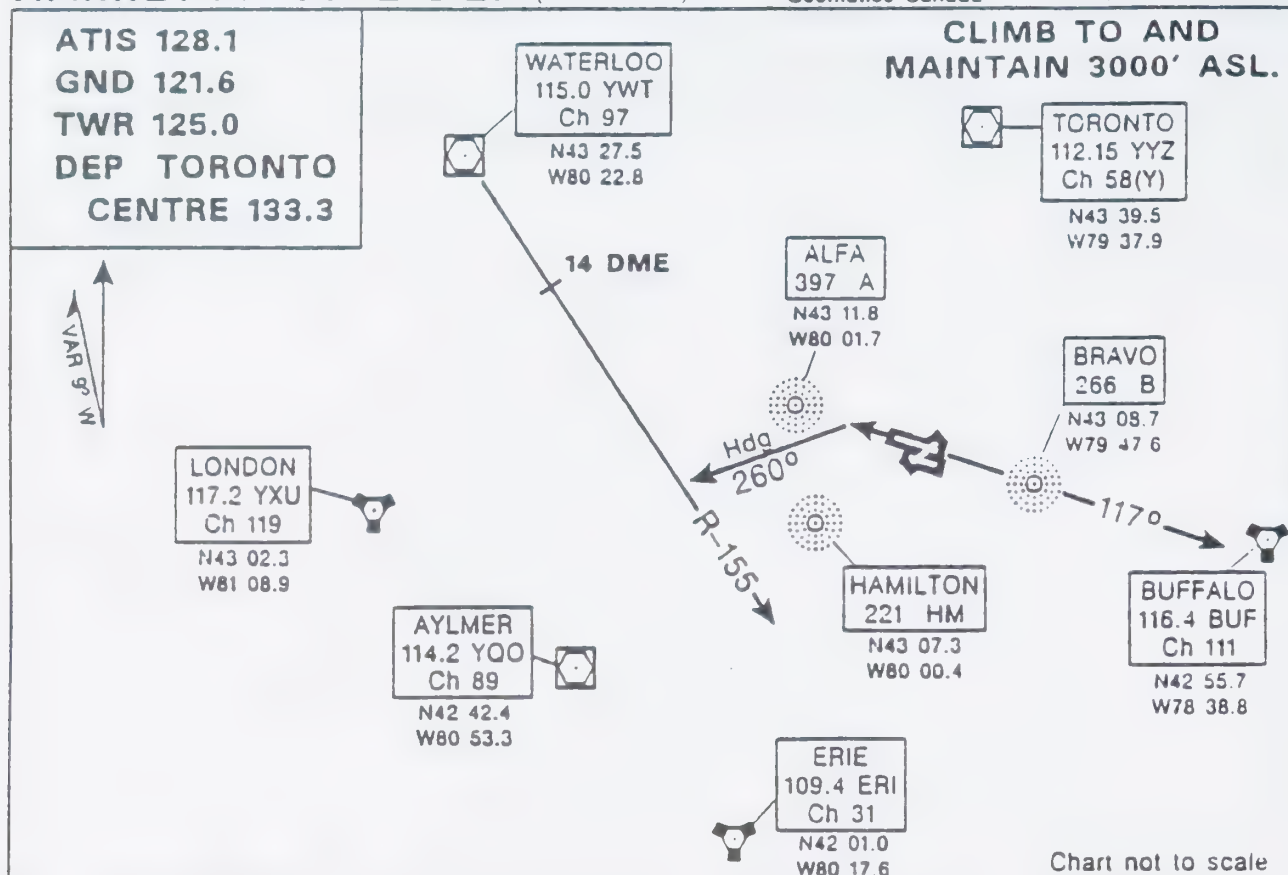 Geomatics Canada
ATIS 128.1
GND 121.6
TWR 125.0
DEP TORONTO
CENTRE 133.3
CLIMB TO AND
MAINTAIN 3000' ASL.
WATERLOO
115.0 YWT
Ch 97
N43 27.5
W80 22.8
TORONTO
112.15 YYZ
Ch 58(Y)
N43 39.5
W79 37.9
14 DME
ALFA
397 A
N43 11.8
W80 01.7
VAR 9° W
BRAVO
266 B
N43 08.7
W79 47.6
Hdg
260°
117°
LONDON
117.2 YXU
Ch 119
N43 02.3
W81 08.9
R-155
HAMILTON
221 HM
N43 07.3
W80 00.4
BUFFALO
116.4 BUF
Ch 111
N42 55.7
W78 38.8
AYLMER
114.2 YQO
Ch 89
N42 42.4
W80 53.3
ERIE
109.4 ERI
Ch 31
N42 01.0
W80 17.6
Chart not to scale